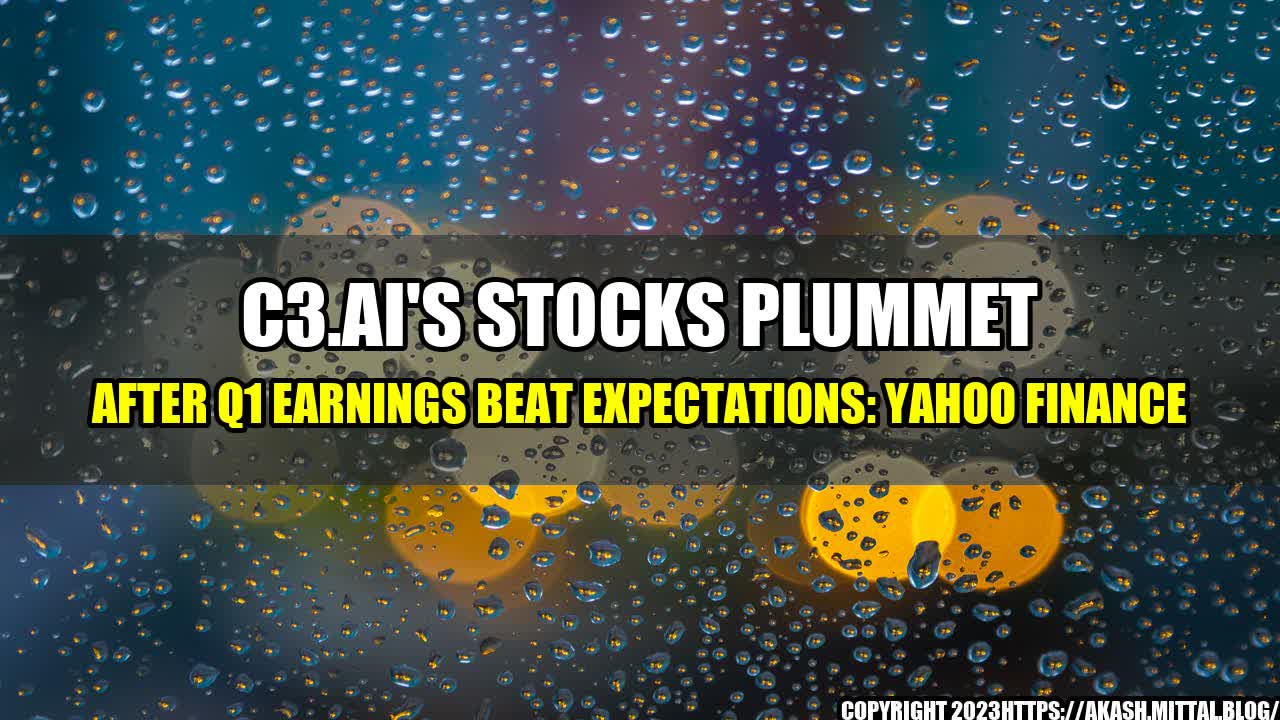 C3.AI'S STOCKS PLUMMET
AFTER Q1 EARNINGS BEAT EXPECTATIONS: YAHOO FINANCE
COPYRIGHT 2023HTTPS://AKASH.MITTAL.BLOG/